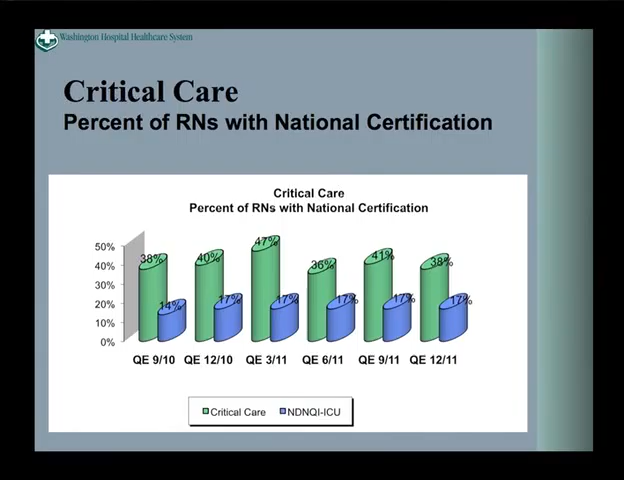 Washington Hospital Healthcare System
Critical Care
Percent of RNs with National Certification
Critical Care
Percent of RNs with National Certification
50%
40%
30%
20%
10%
0%
38% 14% 40% 17% 47% 17% 36% 17% 41% 17% 38% 17%
QE 9/10 QE 12/10 QE 3/11 QE 6/11 QE 9/11 QE 12/11
Critical Care NDNQI-ICU